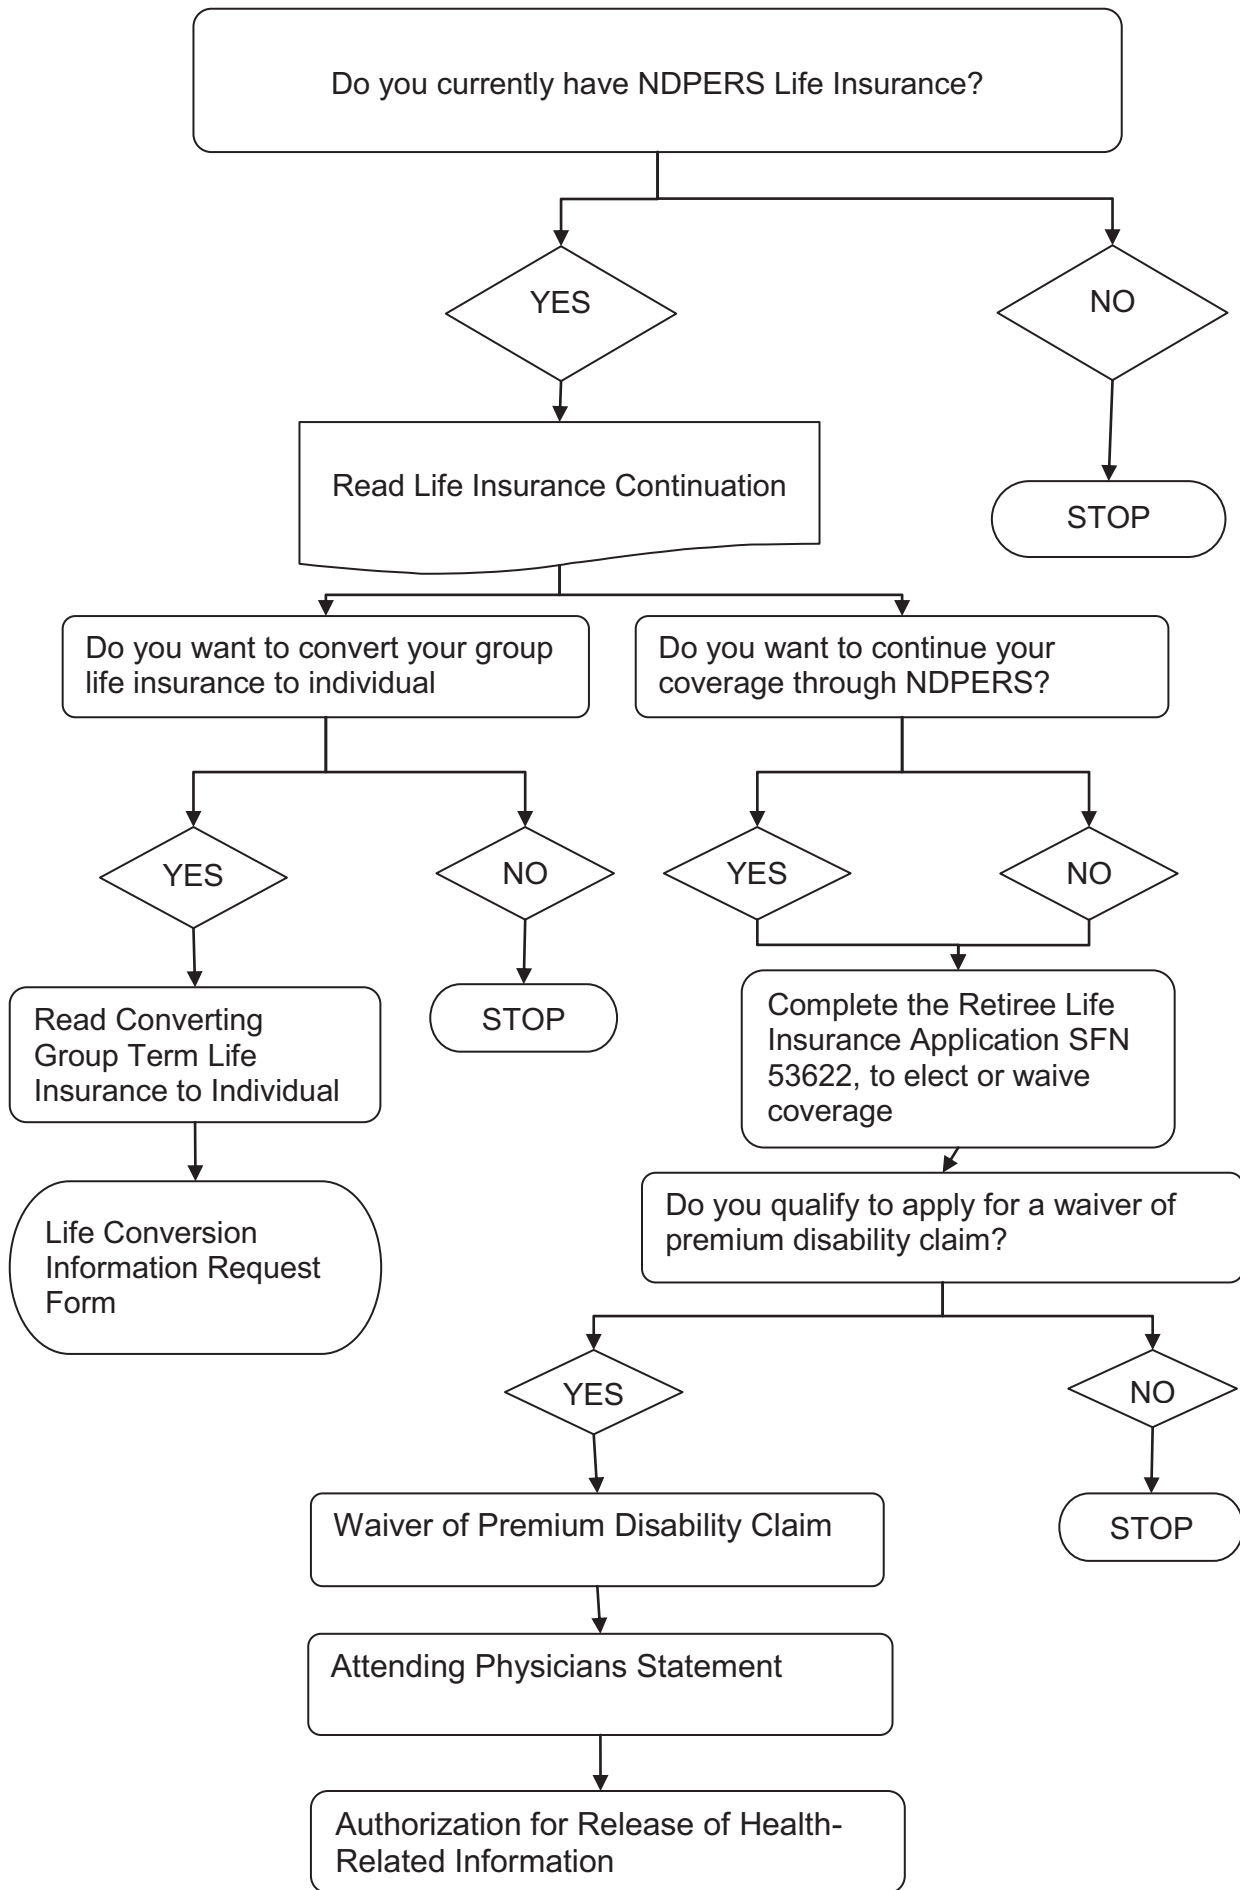 Do you currently have NDPERS Life Insurance?
YES
NO
Read Life Insurance Continuation
STOP
Do you want to convert your group
life insurance to individual
Do you want to continue your
coverage through NDPERS?
YES
NO
YES
NO
Read Converting
Group Term Life
Insurance to Individual
STOP
Complete the Retiree Life
Insurance Application SFN
53622, to elect or waive
coverage
Life Conversion
Information Request
Form
Do you qualify to apply for a waiver of
premium disability claim?
YES
NO
Waiver of Premium Disability Claim
STOP
Attending Physicians Statement
Authorization for Release of Health-
Related Information